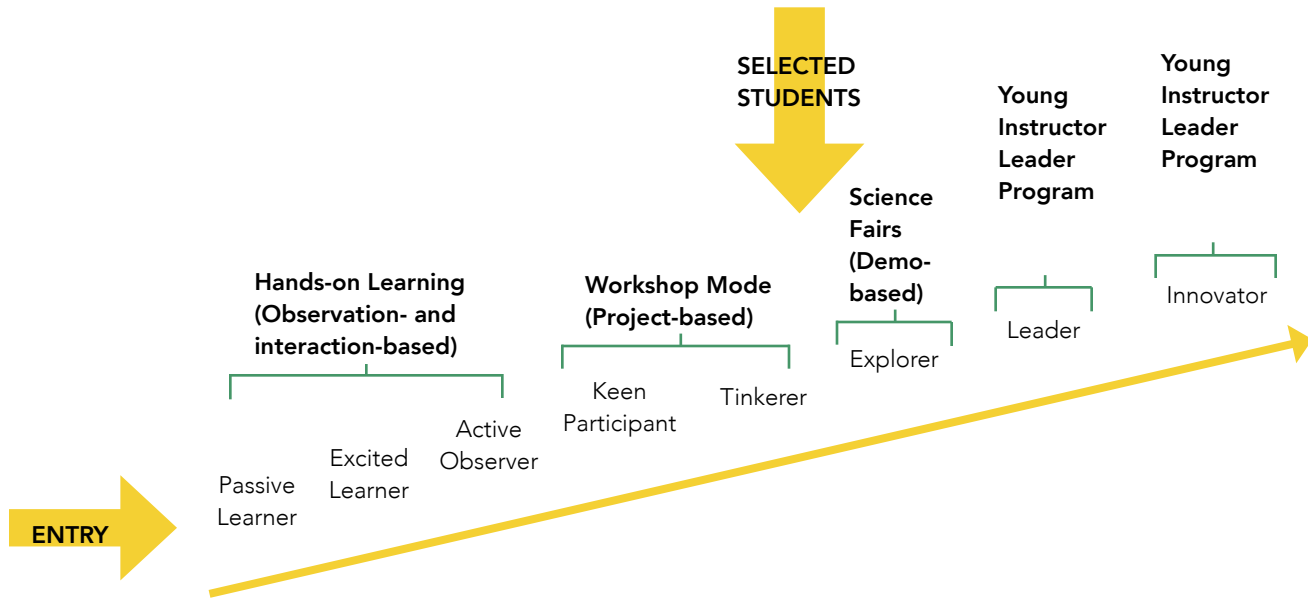 SELECTED
STUDENTS
Young
Instructor
Leader
Program
Young
Instructor
Leader
Program
Science
Fairs
(Demo-
based)
Hands-on Learning
(Observation- and
interaction-based)
Workshop Mode
(Project-based)
Innovator
Leader
Explorer
Keen
Participant
Tinkerer
Active
Observer
Excited
Learner
Passive
Learner
ENTRY